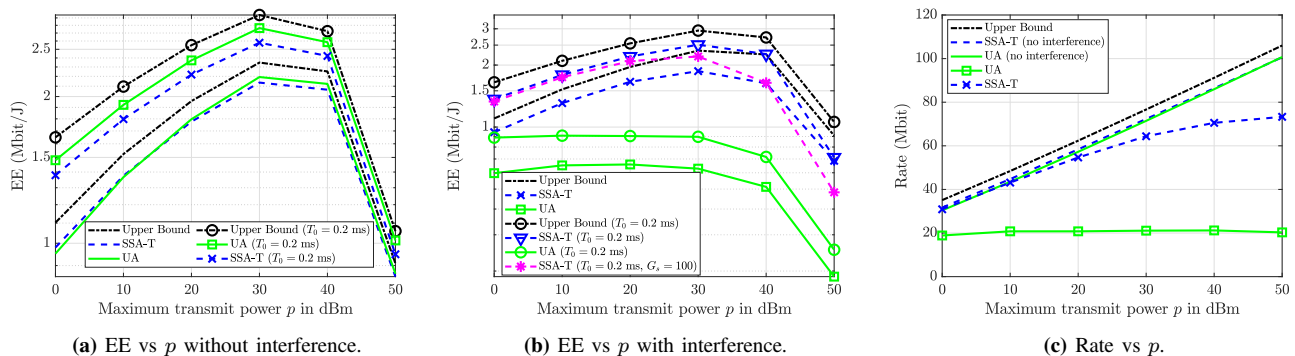 EE (Mbit/J)
2.5
2
1.5
1
Upper Bound
SSA-T
UA
Upper Bound (T₀ = 0.2 ms)
UA (T₀ = 0.2 ms)
SSA-T (T₀ = 0.2 ms)
0 10 20 30 40 50
Maximum transmit power p in dBm
(a) EE vs p without interference.
EE (Mbit/J)
3
2.5
2
1.5
1
Upper Bound
SSA-T
UA
Upper Bound (T₀ = 0.2 ms)
SSA-T (T₀ = 0.2 ms)
UA (T₀ = 0.2 ms)
SSA-T (T₀ = 0.2 ms, Gₛ = 100)
0 10 20 30 40 50
Maximum transmit power p in dBm
(b) EE vs p with interference.
Rate (Mbit)
120
100
80
60
40
20
0
Upper Bound
SSA-T (no interference)
UA (no interference)
UA
SSA-T
0 10 20 30 40 50
Maximum transmit power p in dBm
(c) Rate vs p.